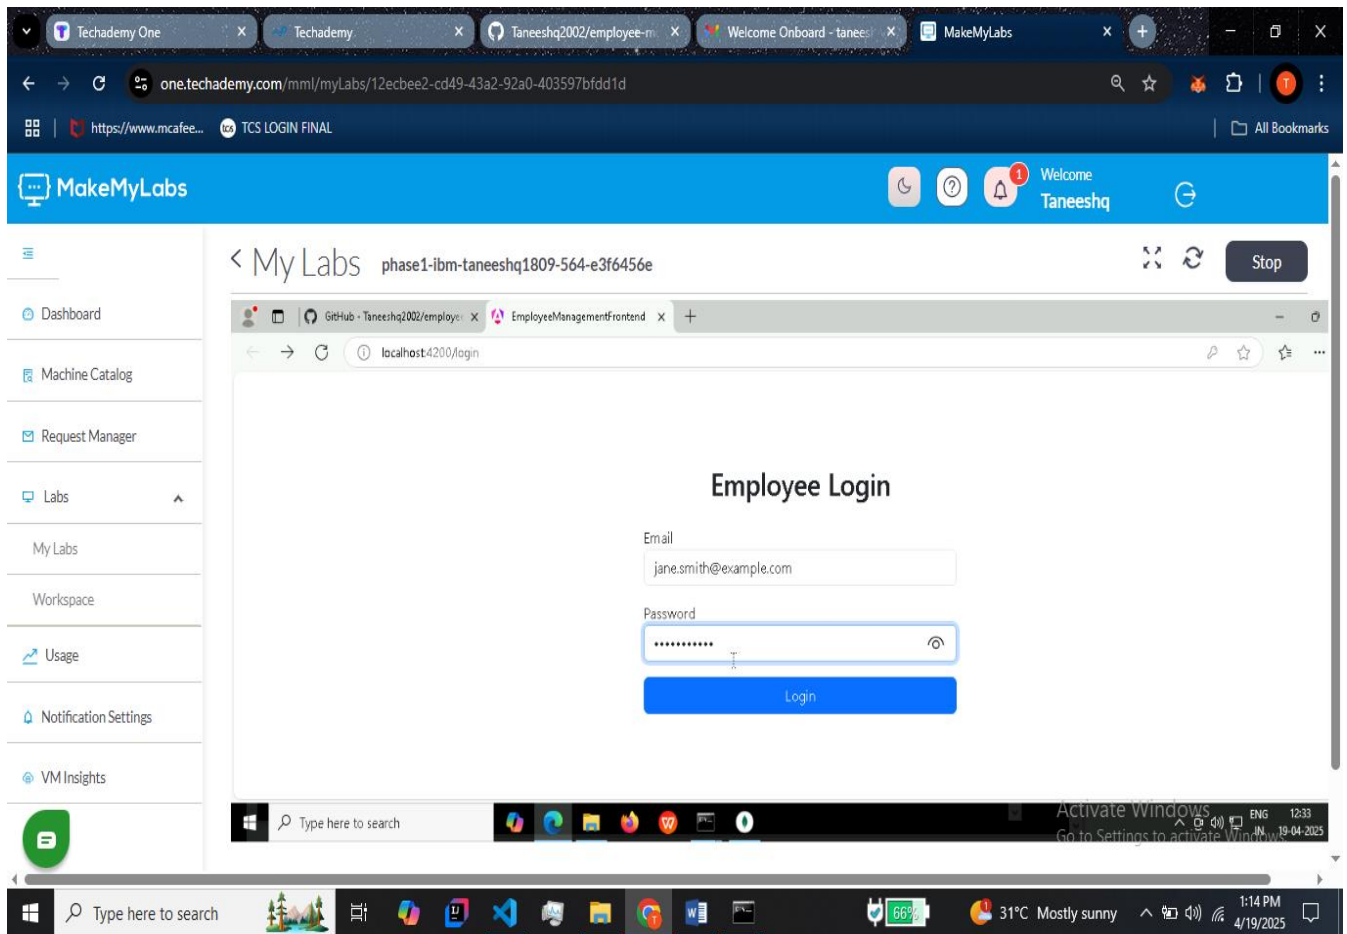 Techademy One
Techademy
Taneeshq2002/employee-m
Welcome Onboard - tanees
MakeMyLabs
one.techademy.com/mml/myLabs/12ecbee2-cd49-43a2-92a0-403597bfdd1d
T
https://www.mcafee...
tcs
TCS LOGIN FINAL
All Bookmarks
MakeMyLabs
1
Welcome
Taneeshq
My Labs
phase1-ibm-taneeshq1809-564-e3f6456e
Stop
Dashboard
Machine Catalog
Request Manager
Labs
My Labs
Workspace
Usage
Notification Settings
VM Insights
GitHub - Taneeshq2002/employe
EmployeeManagementFrontend
localhost:4200/login
Employee Login
Email
jane.smith@example.com
Password
•••••••••••
Login
Activate Windows
Go to Settings to activate Windows.
Type here to search
ENG
IN
12:33
19-04-2025
Type here to search
66%
1
31°C Mostly sunny
1:14 PM
4/19/2025